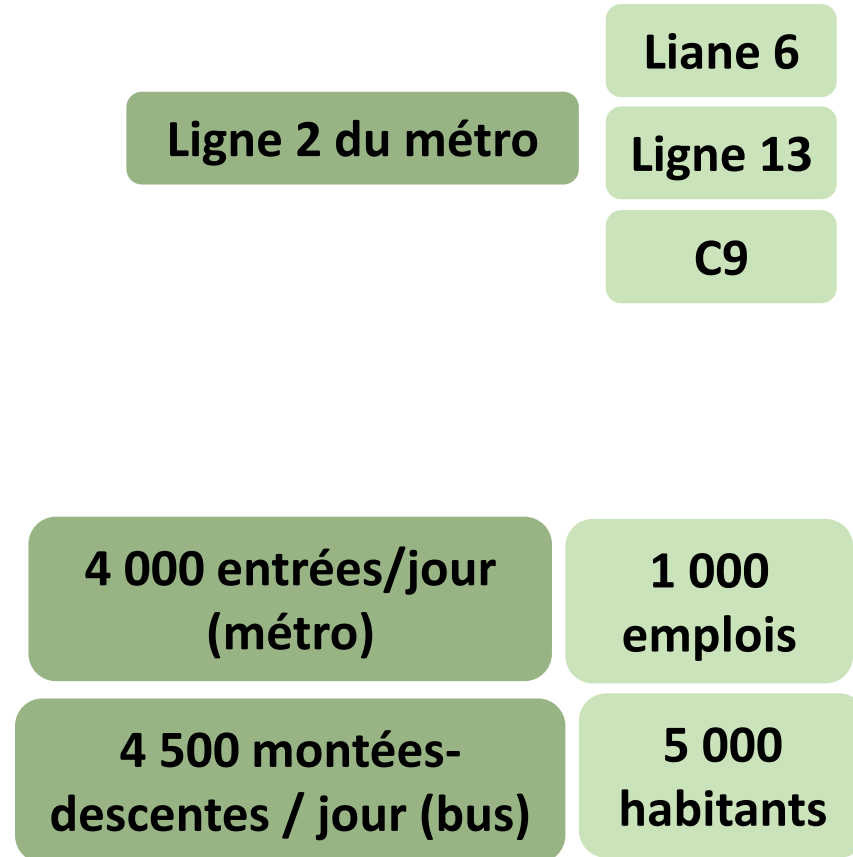 Liane 6
Ligne 2 du métro
Ligne 13
C9
4 000 entrées/jour
(métro)
1 000
emplois
4 500 montées-
descentes / jour (bus)
5 000
habitants